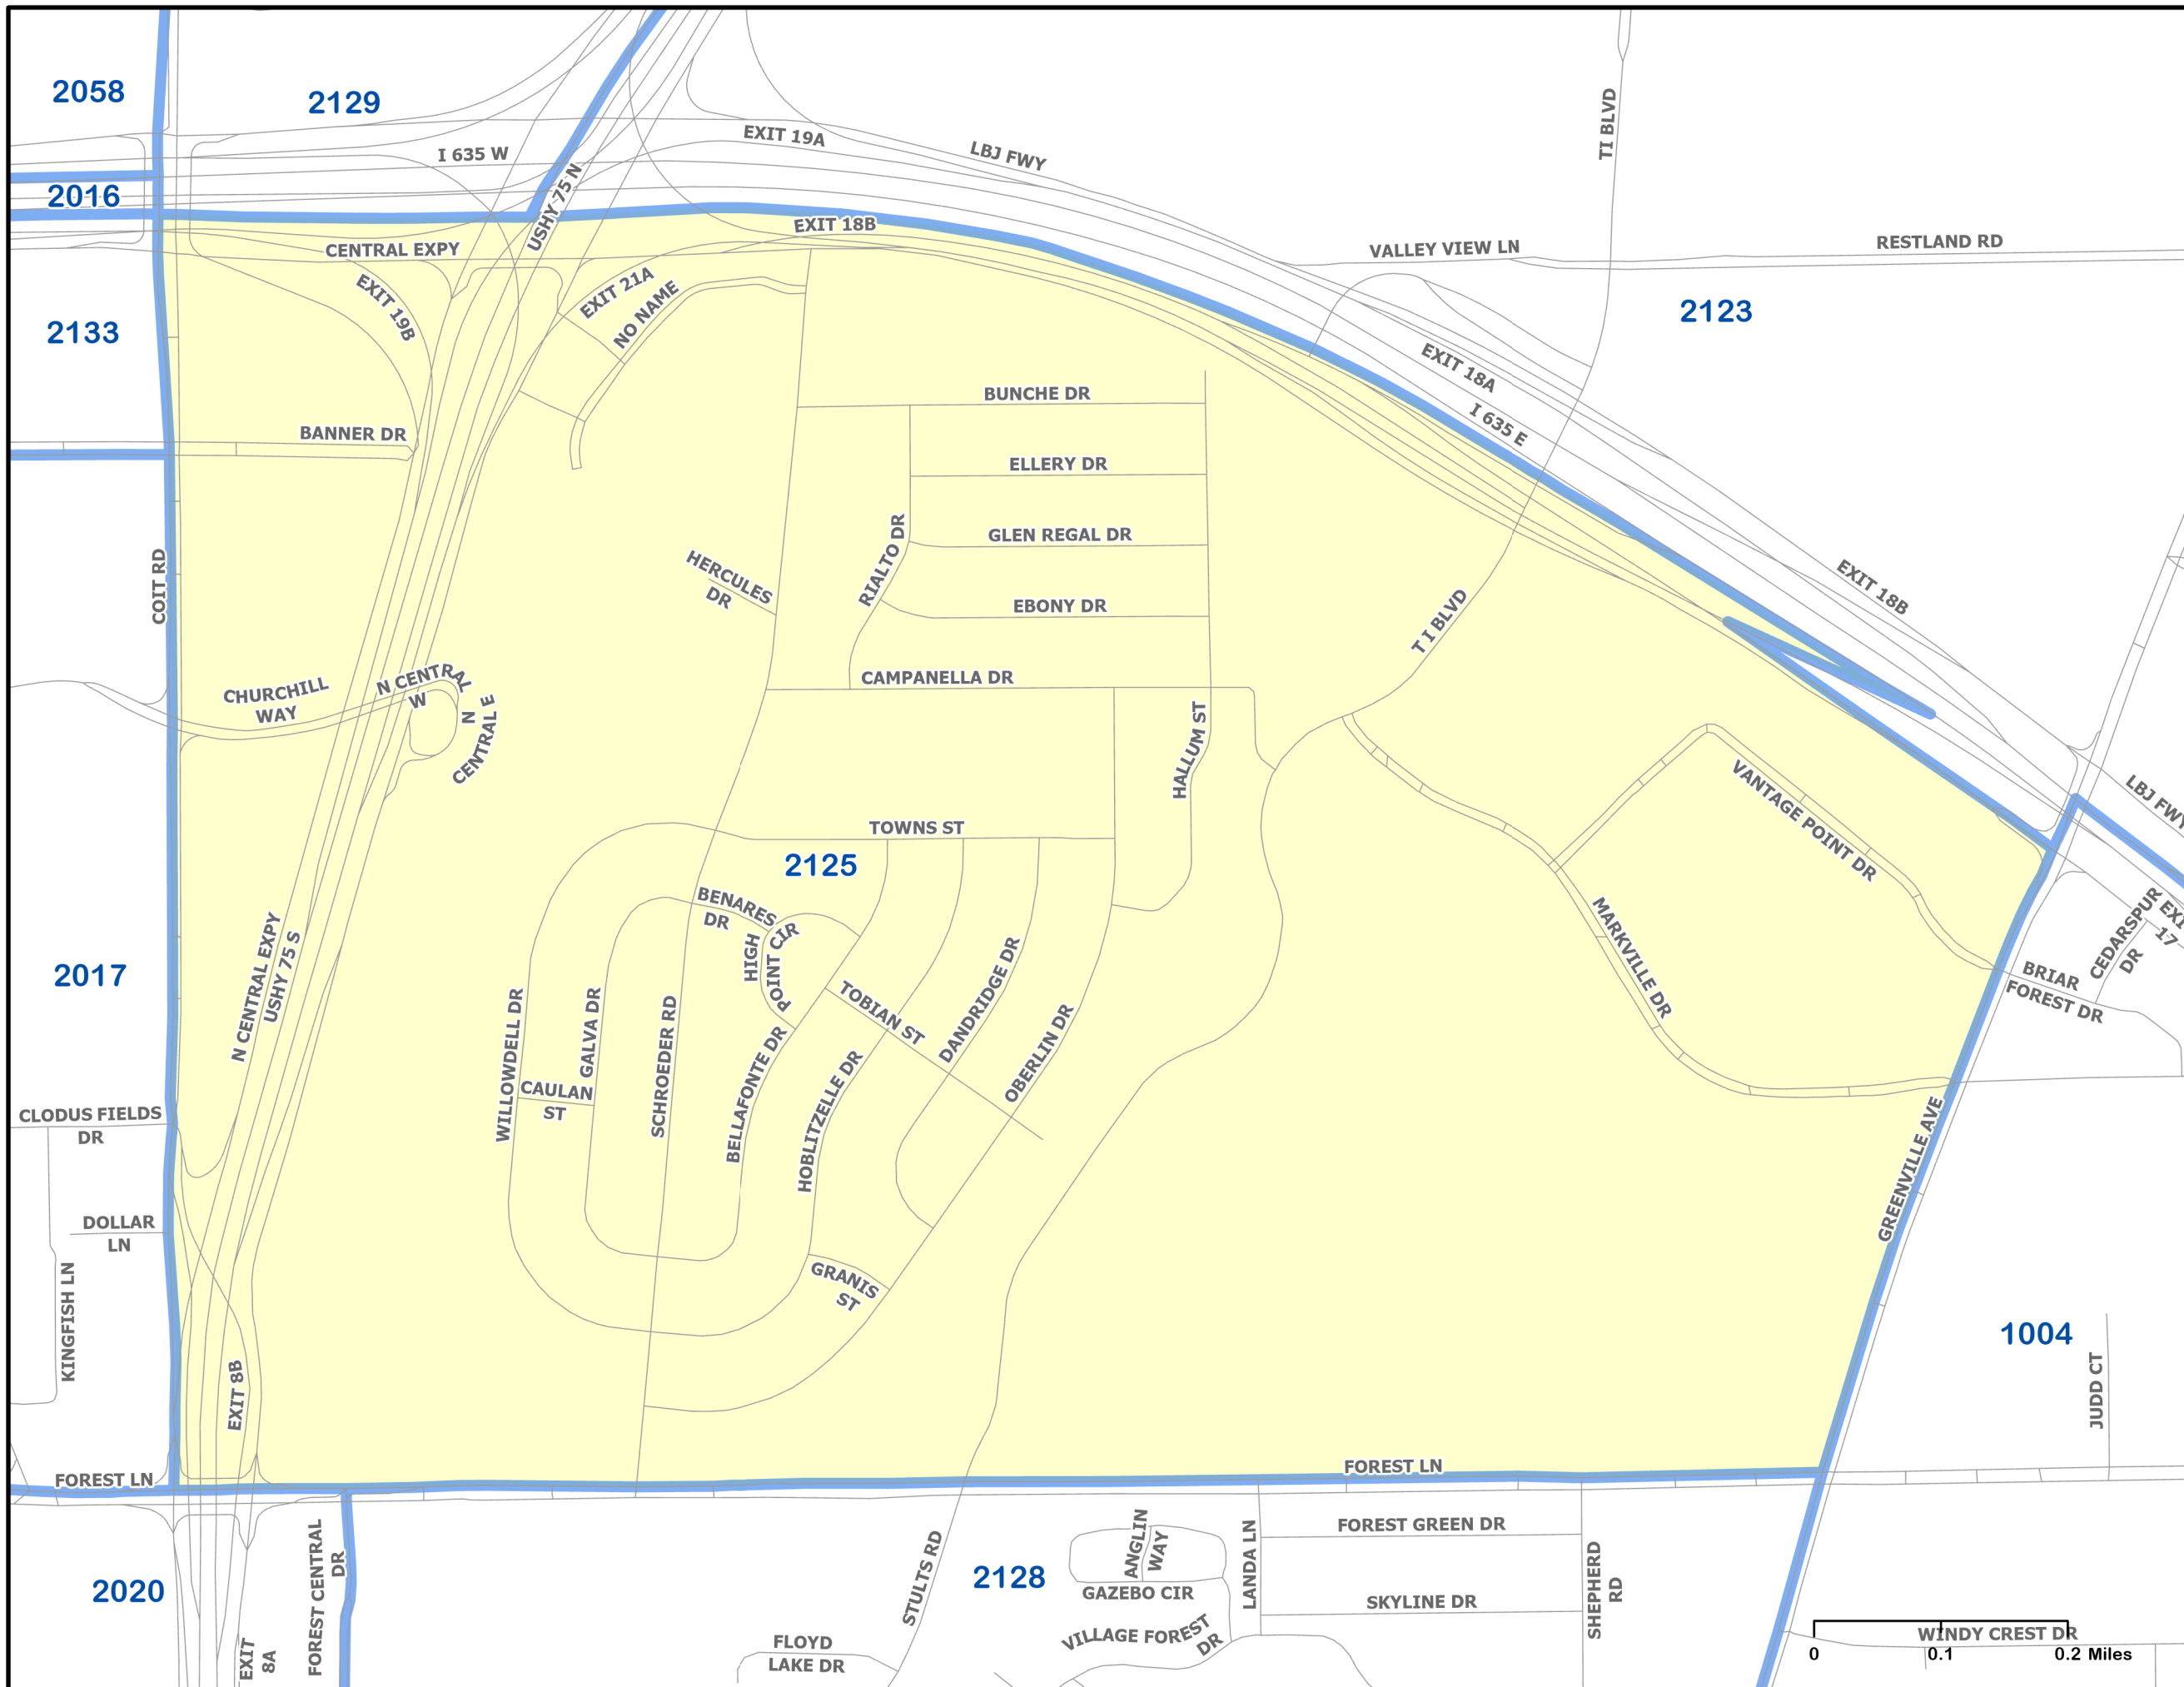 2058
2129
EXIT 19A
LBJ FWY
TI BLVD
I 635 W
2016
USHY 75 N
EXIT 18B
CENTRAL EXPY
VALLEY VIEW LN
RESTLAND RD
EXIT 19B
EXIT 21A
NO NAME
2133
2123
EXIT 18A
I 635 E
BUNCHE DR
BANNER DR
ELLERY DR
GLEN REGAL DR
RIALTO DR
HERCULES
DR
COIT RD
EBONY DR
T I BLVD
EXIT 18B
CAMPANELLA DR
CHURCHILL
WAY
N CENTRAL
W
N
CENTRAL E
HALLUM ST
VANTAGE POINT DR
LBJ FWY
TOWNS ST
2125
BENARES
DR
HIGH
POINT CIR
MARKVILLE DR
CEDARSPUR
DR
EXIT
17
2017
N CENTRAL EXPY
USHY 75 S
BRIAR
FOREST DR
TOBIAN ST
DANDRIDGE DR
OBERLIN DR
WILLOWDELL DR
GALVA DR
SCHROEDER RD
BELLAFONTE DR
HOBLITZELLE DR
CAULAN
ST
CLODUS FIELDS
DR
GREENVILLE AVE
DOLLAR
LN
KINGFISH LN
GRANIS
ST
1004
JUDD CT
EXIT 8B
FOREST LN
FOREST LN
FOREST CENTRAL
DR
STULTS RD
2128
ANGLIN
WAY
GAZEBO CIR
LANDA LN
FOREST GREEN DR
SHEPHERD
RD
SKYLINE DR
2020
EXIT
8A
FLOYD
LAKE DR
VILLAGE FOREST
DR
WINDY CREST DR
0 0.1 0.2 Miles